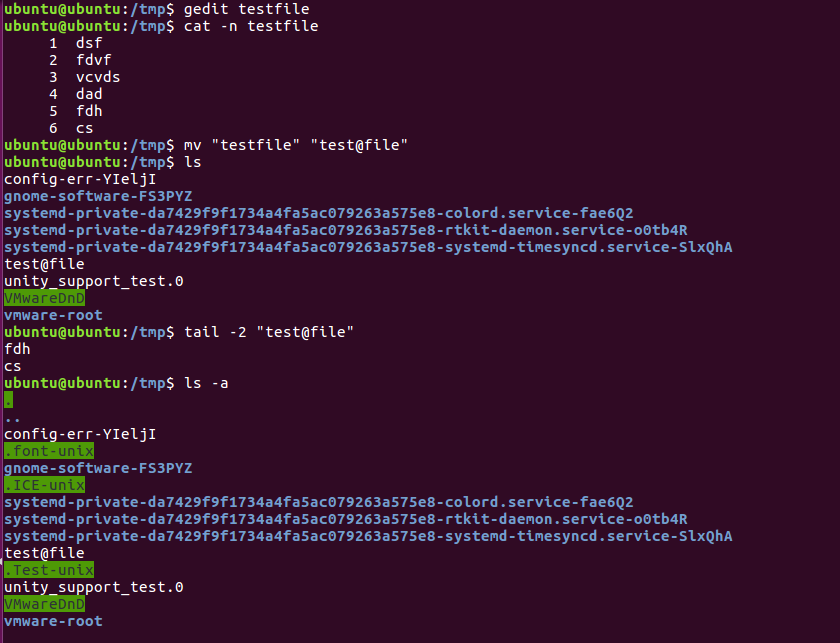 ubuntu@ubuntu:/tmp$ gedit testfile
ubuntu@ubuntu:/tmp$ cat -n testfile
     1	dsf
     2	fdvf
     3	vcvds
     4	dad
     5	fdh
     6	cs
ubuntu@ubuntu:/tmp$ mv "testfile" "test@file"
ubuntu@ubuntu:/tmp$ ls
config-err-YIeljI
gnome-software-FS3PYZ
systemd-private-da7429f9f1734a4fa5ac079263a575e8-colord.service-fae6Q2
systemd-private-da7429f9f1734a4fa5ac079263a575e8-rtkit-daemon.service-o0tb4R
systemd-private-da7429f9f1734a4fa5ac079263a575e8-systemd-timesyncd.service-SlxQhA
test@file
unity_support_test.0
VMwareDnD
vmware-root
ubuntu@ubuntu:/tmp$ tail -2 "test@file"
fdh
cs
ubuntu@ubuntu:/tmp$ ls -a
.
..
config-err-YIeljI
.font-unix
gnome-software-FS3PYZ
.ICE-unix
systemd-private-da7429f9f1734a4fa5ac079263a575e8-colord.service-fae6Q2
systemd-private-da7429f9f1734a4fa5ac079263a575e8-rtkit-daemon.service-o0tb4R
systemd-private-da7429f9f1734a4fa5ac079263a575e8-systemd-timesyncd.service-SlxQhA
test@file
.Test-unix
unity_support_test.0
VMwareDnD
vmware-root